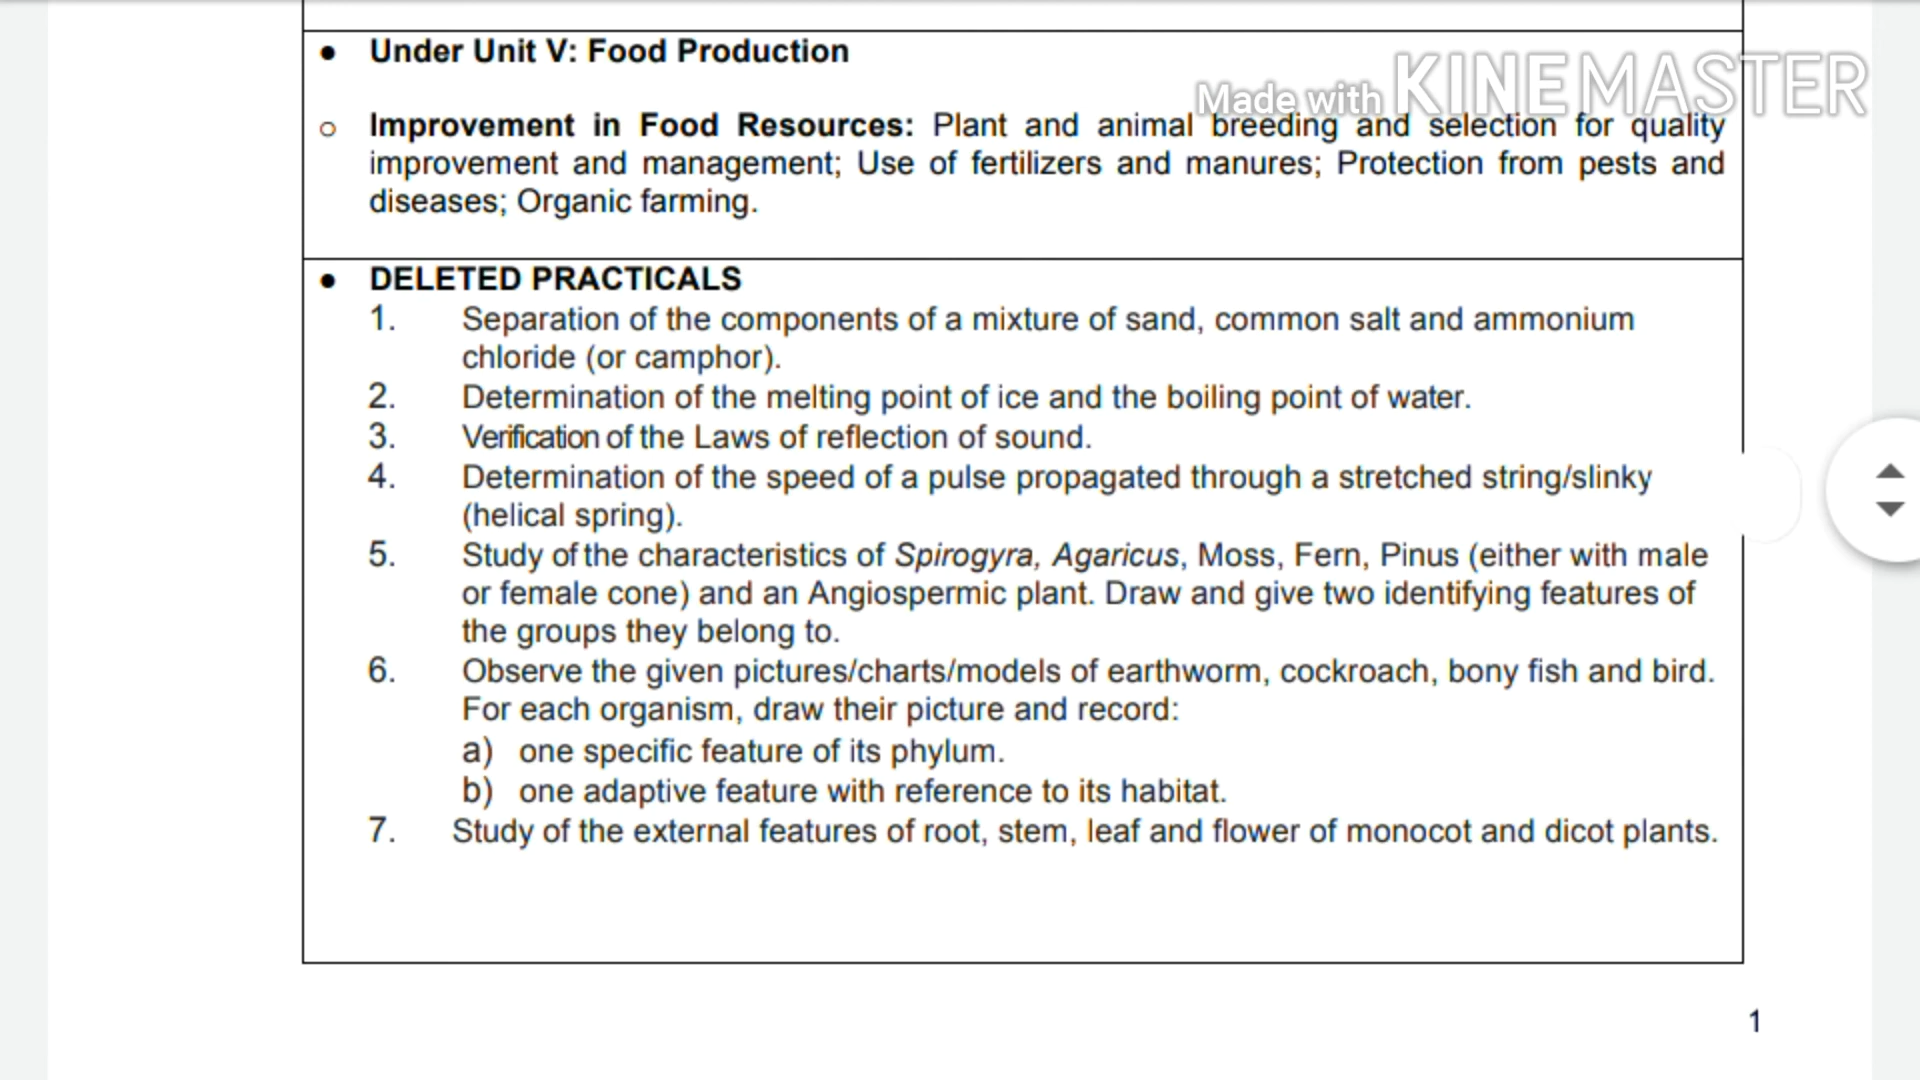 ● Under Unit V: Food Production
Made with KINEMASTER
○ Improvement in Food Resources: Plant and animal breeding and selection for quality
improvement and management; Use of fertilizers and manures; Protection from pests and
diseases; Organic farming.
● DELETED PRACTICALS
1. Separation of the components of a mixture of sand, common salt and ammonium
chloride (or camphor).
2. Determination of the melting point of ice and the boiling point of water.
3. Verification of the Laws of reflection of sound.
4. Determination of the speed of a pulse propagated through a stretched string/slinky
(helical spring).
5. Study of the characteristics of Spirogyra, Agaricus, Moss, Fern, Pinus (either with male
or female cone) and an Angiospermic plant. Draw and give two identifying features of
the groups they belong to.
6. Observe the given pictures/charts/models of earthworm, cockroach, bony fish and bird.
For each organism, draw their picture and record:
a) one specific feature of its phylum.
b) one adaptive feature with reference to its habitat.
7. Study of the external features of root, stem, leaf and flower of monocot and dicot plants.
1